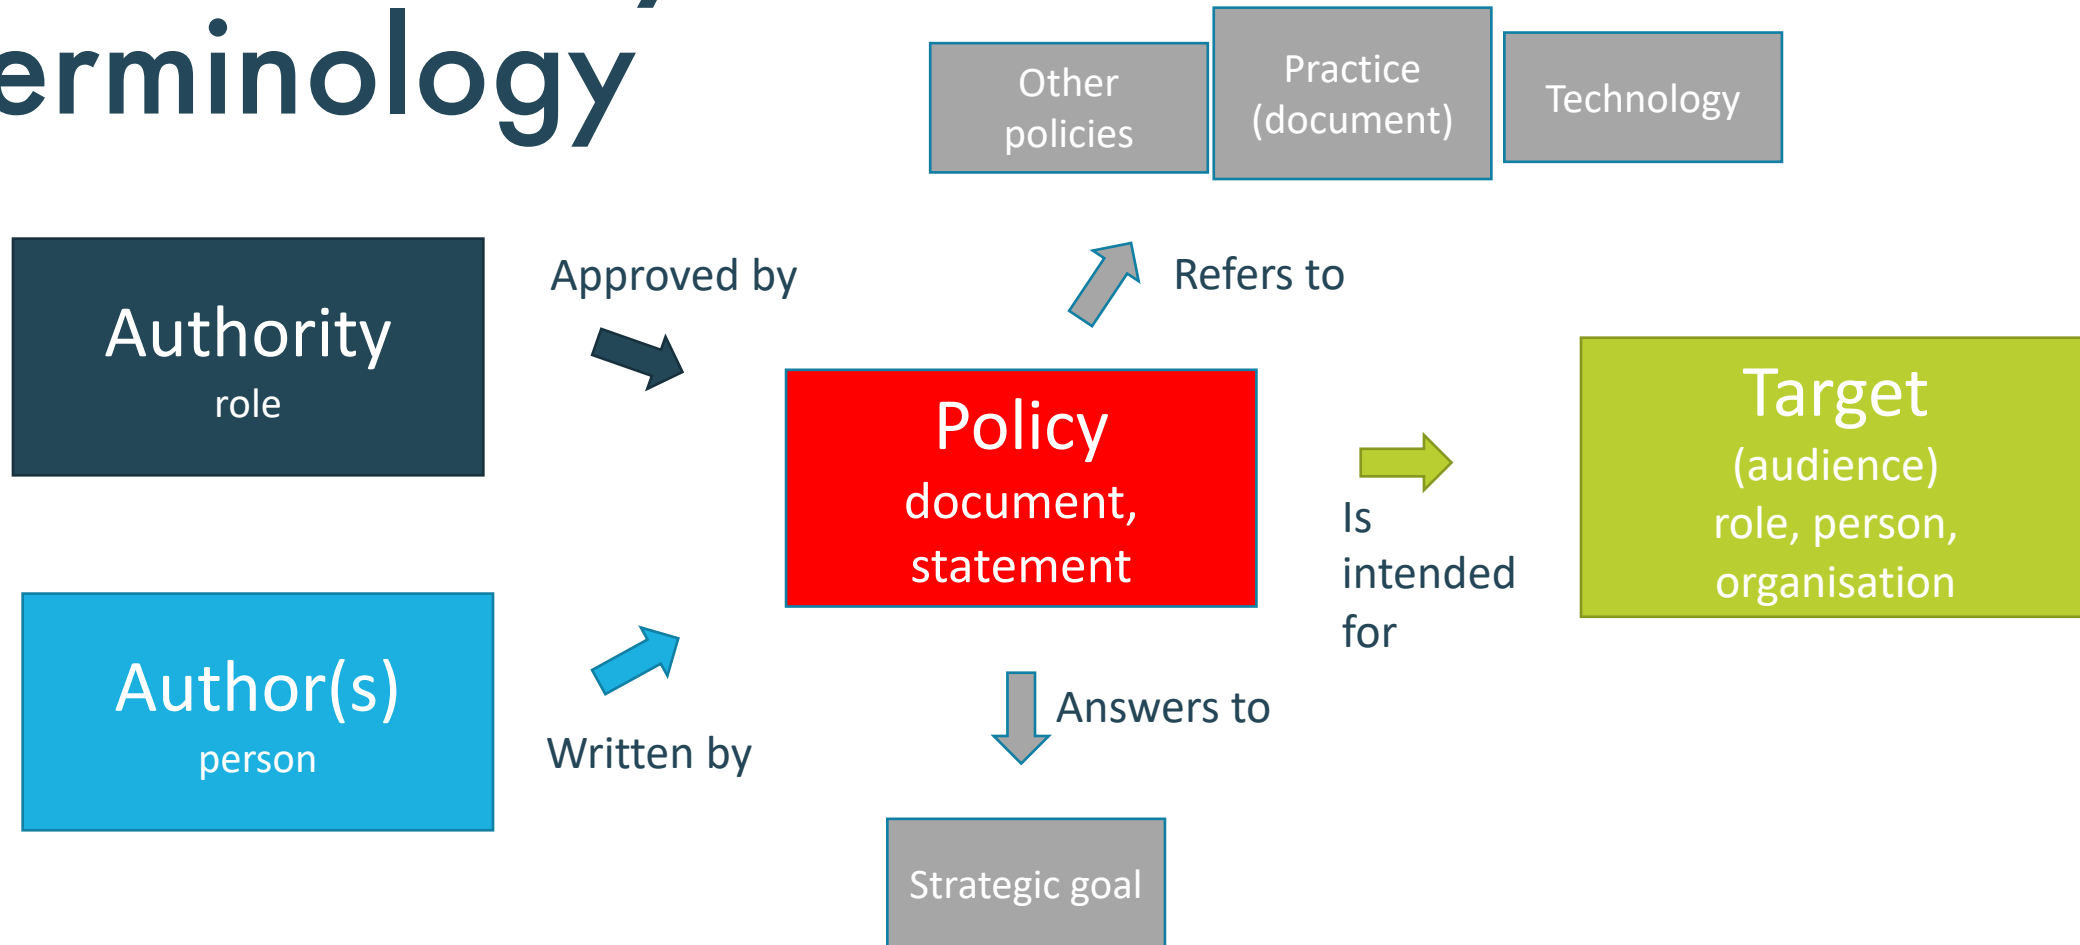 erminology
Other
policies
Practice
(document)
Technology
Approved by
Refers to
Authority
role
Policy
document,
statement
Target
(audience)
role, person,
organisation
Is
intended
for
Author(s)
person
Written by
Answers to
Strategic goal